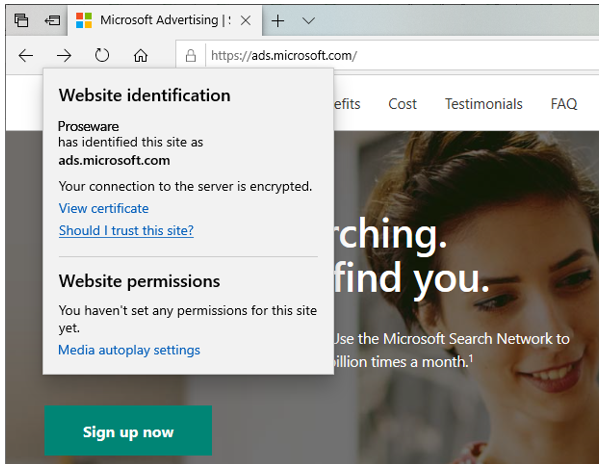 Microsoft Advertising | S
https://ads.microsoft.com/
efits Cost Testimonials FAQ
Website identification
Proseware
has identified this site as
ads.microsoft.com
Your connection to the server is encrypted.
View certificate
Should I trust this site?
Website permissions
You haven't set any permissions for this site
yet.
Media autoplay settings
rching.
find you.
Use the Microsoft Search Network to
illion times a month.1
Sign up now